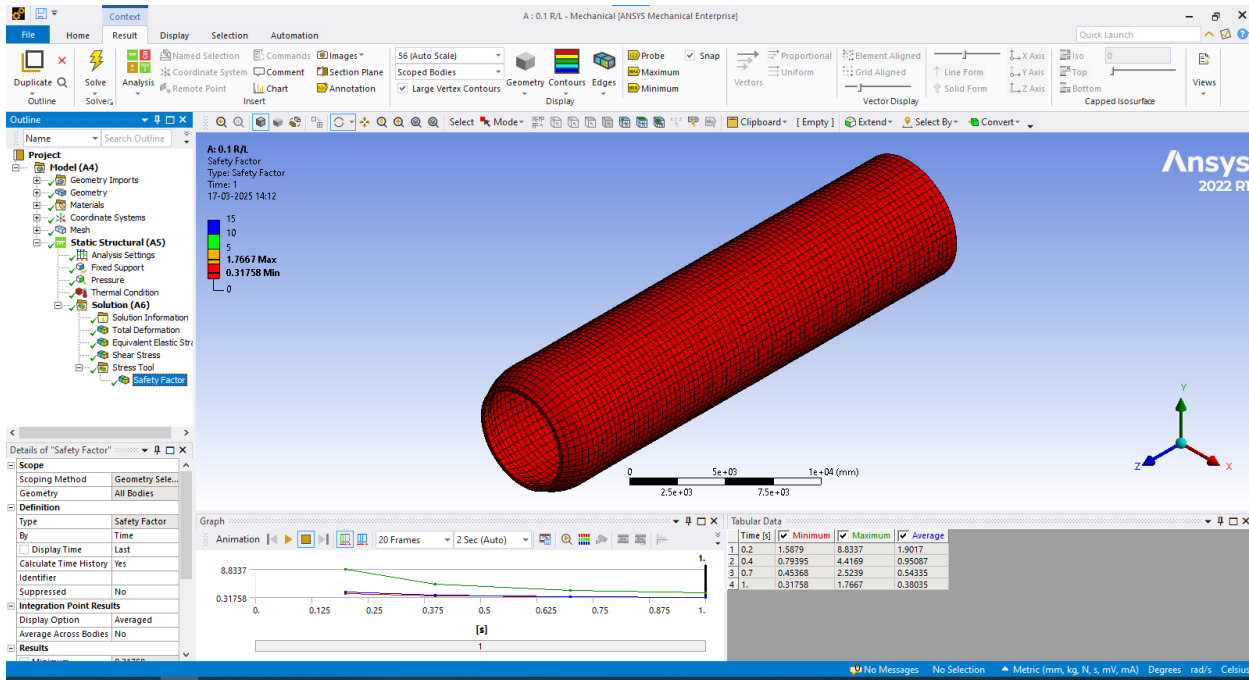 Context
A : 0.1 R/L - Mechanical [ANSYS Mechanical Enterprise]
File Home Result Display Selection Automation
Quick Launch
Duplicate
Outline
Solve
Solver
Analysis
Named Selection
Coordinate System
Remote Point
Commands
Comment
Chart
Images
Section Plane
Annotation
Insert
56 (Auto Scale)
Scoped Bodies
Large Vertex Contours
Geometry Contours Edges
Probe
Maximum
Minimum
Snap
Display
Vectors
Proportional
Uniform
Element Aligned
Grid Aligned
Line Form
Solid Form
X Axis
Y Axis
Z Axis
Vector Display
Iso 0
Top
Bottom
Capped Isosurface
Views
Outline
Name Search Outline
Select Mode Clipboard [ Empty ] Extend Select By Convert
Project
Model (A4)
Geometry Imports
Geometry
Materials
Coordinate Systems
Mesh
Static Structural (A5)
Analysis Settings
Fixed Support
Pressure
Thermal Condition
Solution (A6)
Solution Information
Total Deformation
Equivalent Elastic Stra
Shear Stress
Stress Tool
Safety Factor
A: 0.1 R/L
Safety Factor
Type: Safety Factor
Time: 1
17-03-2025 14:12
15
10
5
1.7667 Max
0.31758 Min
0
Ansys
2022 R1
0 5e+03 1e+04 (mm)
2.5e+03 7.5e+03
Y
Z X
Details of "Safety Factor"
Scope
Scoping Method Geometry Sele...
Geometry All Bodies
Definition
Type Safety Factor
By Time
Display Time Last
Calculate Time History Yes
Identifier
Suppressed No
Integration Point Results
Display Option Averaged
Average Across Bodies No
Results
Minimum 0.31758
Graph
Animation 20 Frames 2 Sec (Auto)
1.
8.8337
0.31758
0. 0.125 0.25 0.375 0.5 0.625 0.75 0.875 1.
[s]
1
Tabular Data
Time [s] Minimum Maximum Average
1 0.2 1.5879 8.8337 1.9017
2 0.4 0.79395 4.4169 0.95087
3 0.7 0.45368 2.5239 0.54335
4 1. 0.31758 1.7667 0.38035
No Messages No Selection Metric (mm, kg, N, s, mV, mA) Degrees rad/s Celsius